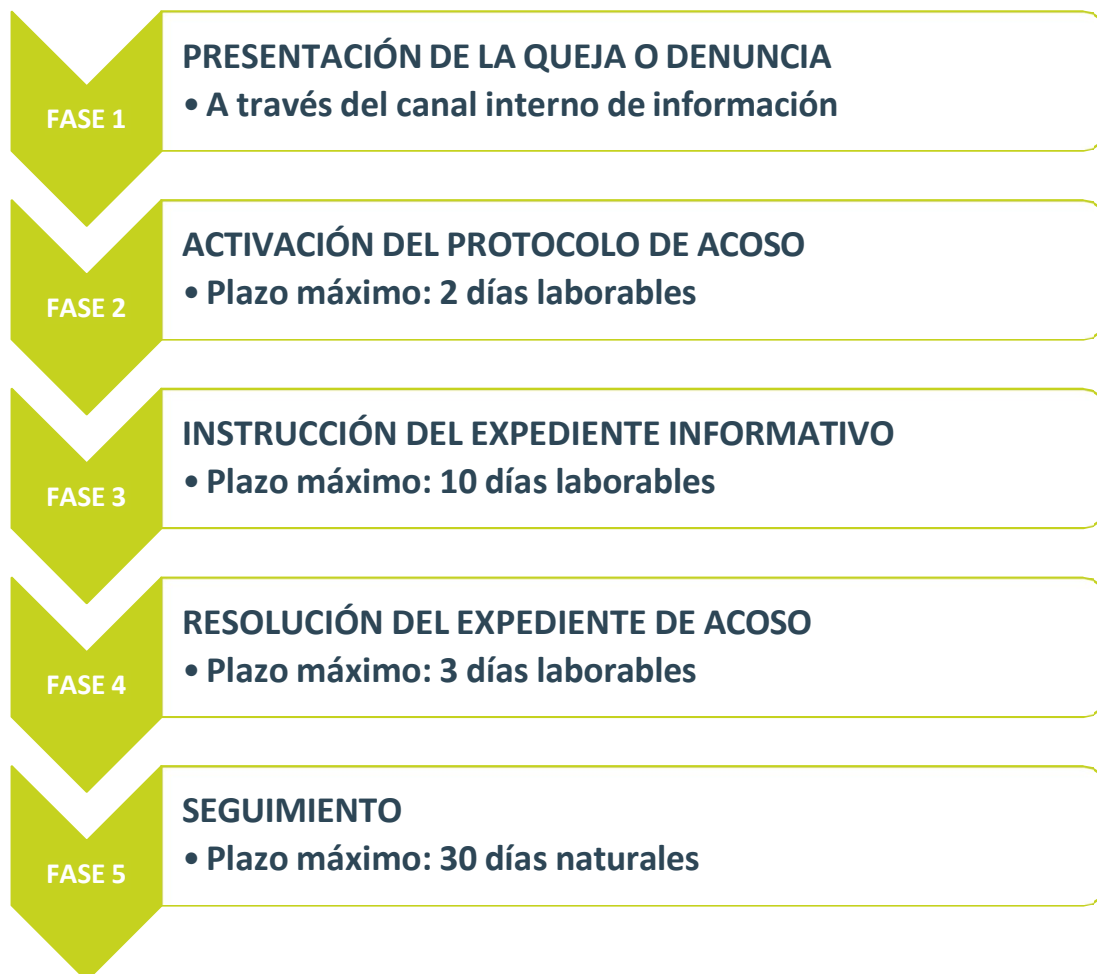 FASE 1
PRESENTACIÓN DE LA QUEJA O DENUNCIA
• A través del canal interno de información
FASE 2
ACTIVACIÓN DEL PROTOCOLO DE ACOSO
• Plazo máximo: 2 días laborables
FASE 3
INSTRUCCIÓN DEL EXPEDIENTE INFORMATIVO
• Plazo máximo: 10 días laborables
FASE 4
RESOLUCIÓN DEL EXPEDIENTE DE ACOSO
• Plazo máximo: 3 días laborables
FASE 5
SEGUIMIENTO
• Plazo máximo: 30 días naturales